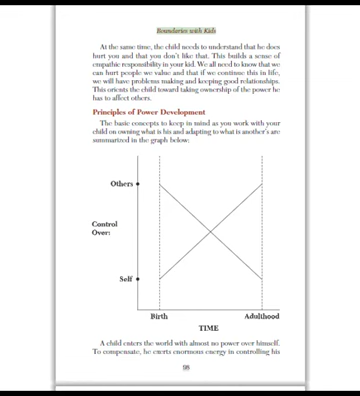 Boundaries with Kids
At the same time, the child needs to understand that he does
hurt you and that you don't like that. This builds a sense of
empathic responsibility in your kid. We all need to know that we
can hurt people we value and that if we continue this in life,
we will have problems making and keeping good relationships.
This orients the child toward taking ownership of the power he
has to affect others.
Principles of Power Development
The basic concepts to keep in mind as you work with your
child on owning what is his and adapting to what is another's are
summarized in the graph below:
Others
Control
Over:
Self
Birth
Adulthood
TIME
A child enters the world with almost no power over himself.
To compensate, he exerts enormous energy in controlling his
98